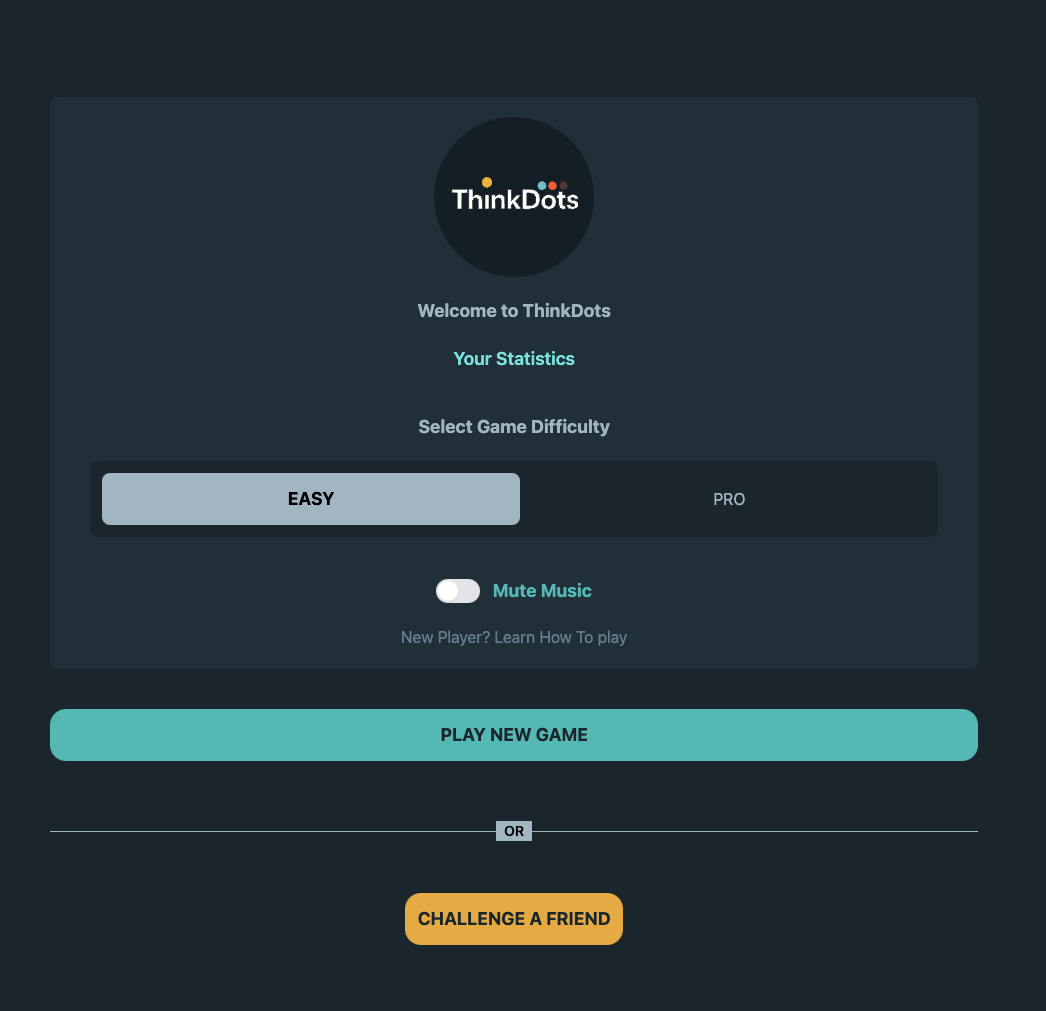 ThinkDots
Welcome to ThinkDots
Your Statistics
Select Game Difficulty
EASY
PRO
Mute Music
New Player? Learn How To play
PLAY NEW GAME
OR
CHALLENGE A FRIEND